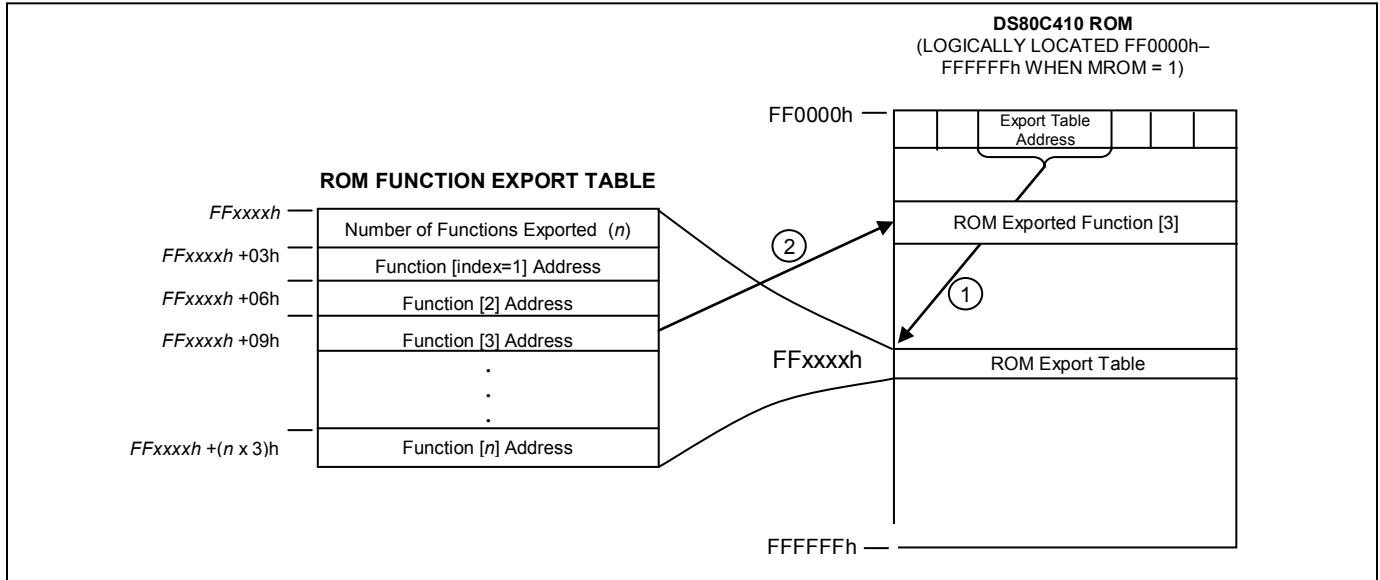 DS80C410 ROM
(LOGICALLY LOCATED FF0000h–
FFFFFFh WHEN MROM = 1)
FF0000h
Export Table
Address
ROM FUNCTION EXPORT TABLE
FFxxxxh
Number of Functions Exported (n)
FFxxxxh +03h
Function [index=1] Address
FFxxxxh +06h
Function [2] Address
FFxxxxh +09h
Function [3] Address
.
.
.
FFxxxxh +(n x 3)h
Function [n] Address
2
ROM Exported Function [3]
1
FFxxxxh
ROM Export Table
FFFFFFh